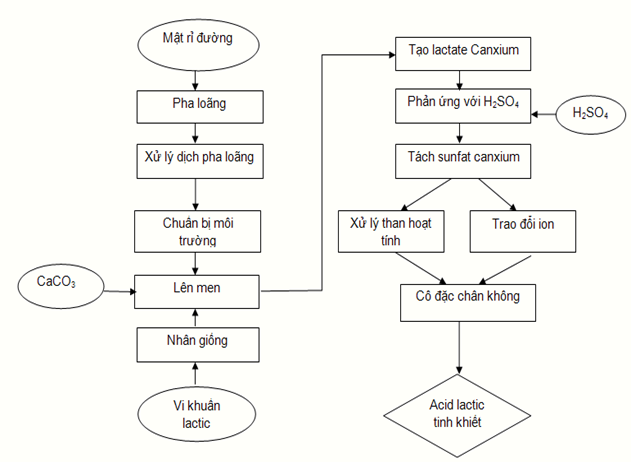 Mật rỉ đường
Pha loãng
Xử lý dịch pha loãng
Chuẩn bị môi
trường
CaCO₃
Lên men
Nhân giống
Vi khuẩn
lactic
Tạo lactate Canxium
Phản ứng với H₂SO₄
H₂SO₄
Tách sunfat canxium
Xử lý than hoạt
tính
Trao đổi ion
Cô đặc chân không
Acid lactic
tinh khiết